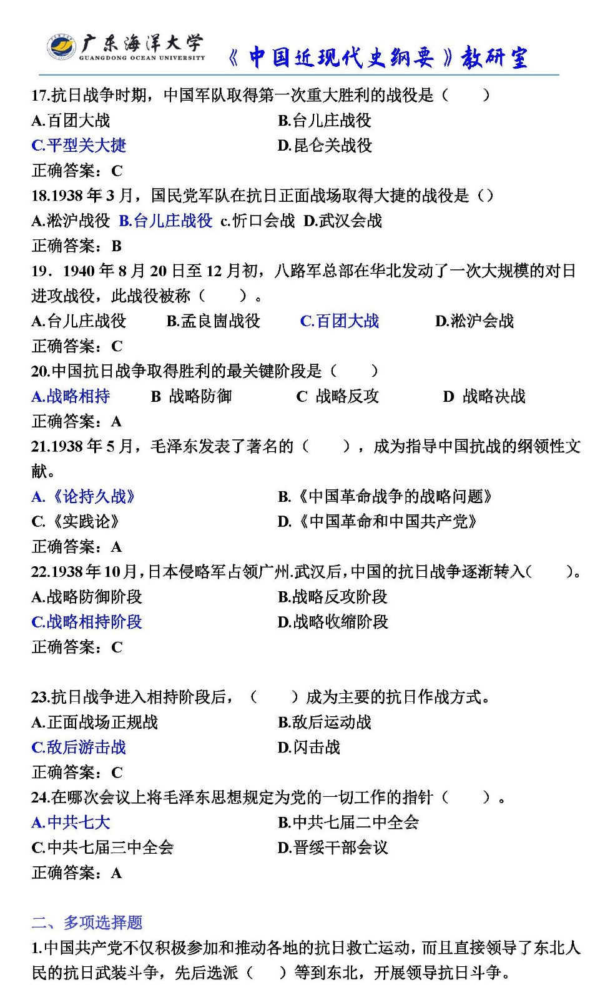 广东海洋大学
GUANGDONG OCEAN UNIVERSITY
《中国近现代史纲要》教研室
17.抗日战争时期，中国军队取得第一次重大胜利的战役是（　　）
A.百团大战 B.台儿庄战役
C.平型关大捷 D.昆仑关战役
正确答案：C
18.1938 年 3 月，国民党军队在抗日正面战场取得大捷的战役是（）
A.淞沪战役 B.台儿庄战役 c.忻口会战 D.武汉会战
正确答案：B
19．1940 年 8 月 20 日至 12 月初，八路军总部在华北发动了一次大规模的对日
进攻战役，此战役被称（　　）。
A.台儿庄战役 B.孟良崮战役 C.百团大战 D.淞沪会战
正确答案：C
20.中国抗日战争取得胜利的最关键阶段是（　　）
A.战略相持 B 战略防御 C 战略反攻 D 战略决战
正确答案：A
21.1938 年 5 月，毛泽东发表了著名的（　　），成为指导中国抗战的纲领性文
献。
A.《论持久战》 B.《中国革命战争的战略问题》
C.《实践论》 D.《中国革命和中国共产党》
正确答案：A
22.1938 年 10 月，日本侵略军占领广州.武汉后，中国的抗日战争逐渐转入(　　)。
A.战略防御阶段 B.战略反攻阶段
C.战略相持阶段 D.战略收缩阶段
正确答案：C
23.抗日战争进入相持阶段后，（　　）成为主要的抗日作战方式。
A.正面战场正规战 B.敌后运动战
C.敌后游击战 D.闪击战
正确答案：C
24.在哪次会议上将毛泽东思想规定为党的一切工作的指针（　　）。
A.中共七大 B.中共七届二中全会
C.中共七届三中全会 D.晋绥干部会议
正确答案：A
二、多项选择题
1.中国共产党不仅积极参加和推动各地的抗日救亡运动，而且直接领导了东北人
民的抗日武装斗争，先后选派（　）等到东北，开展领导抗日斗争。